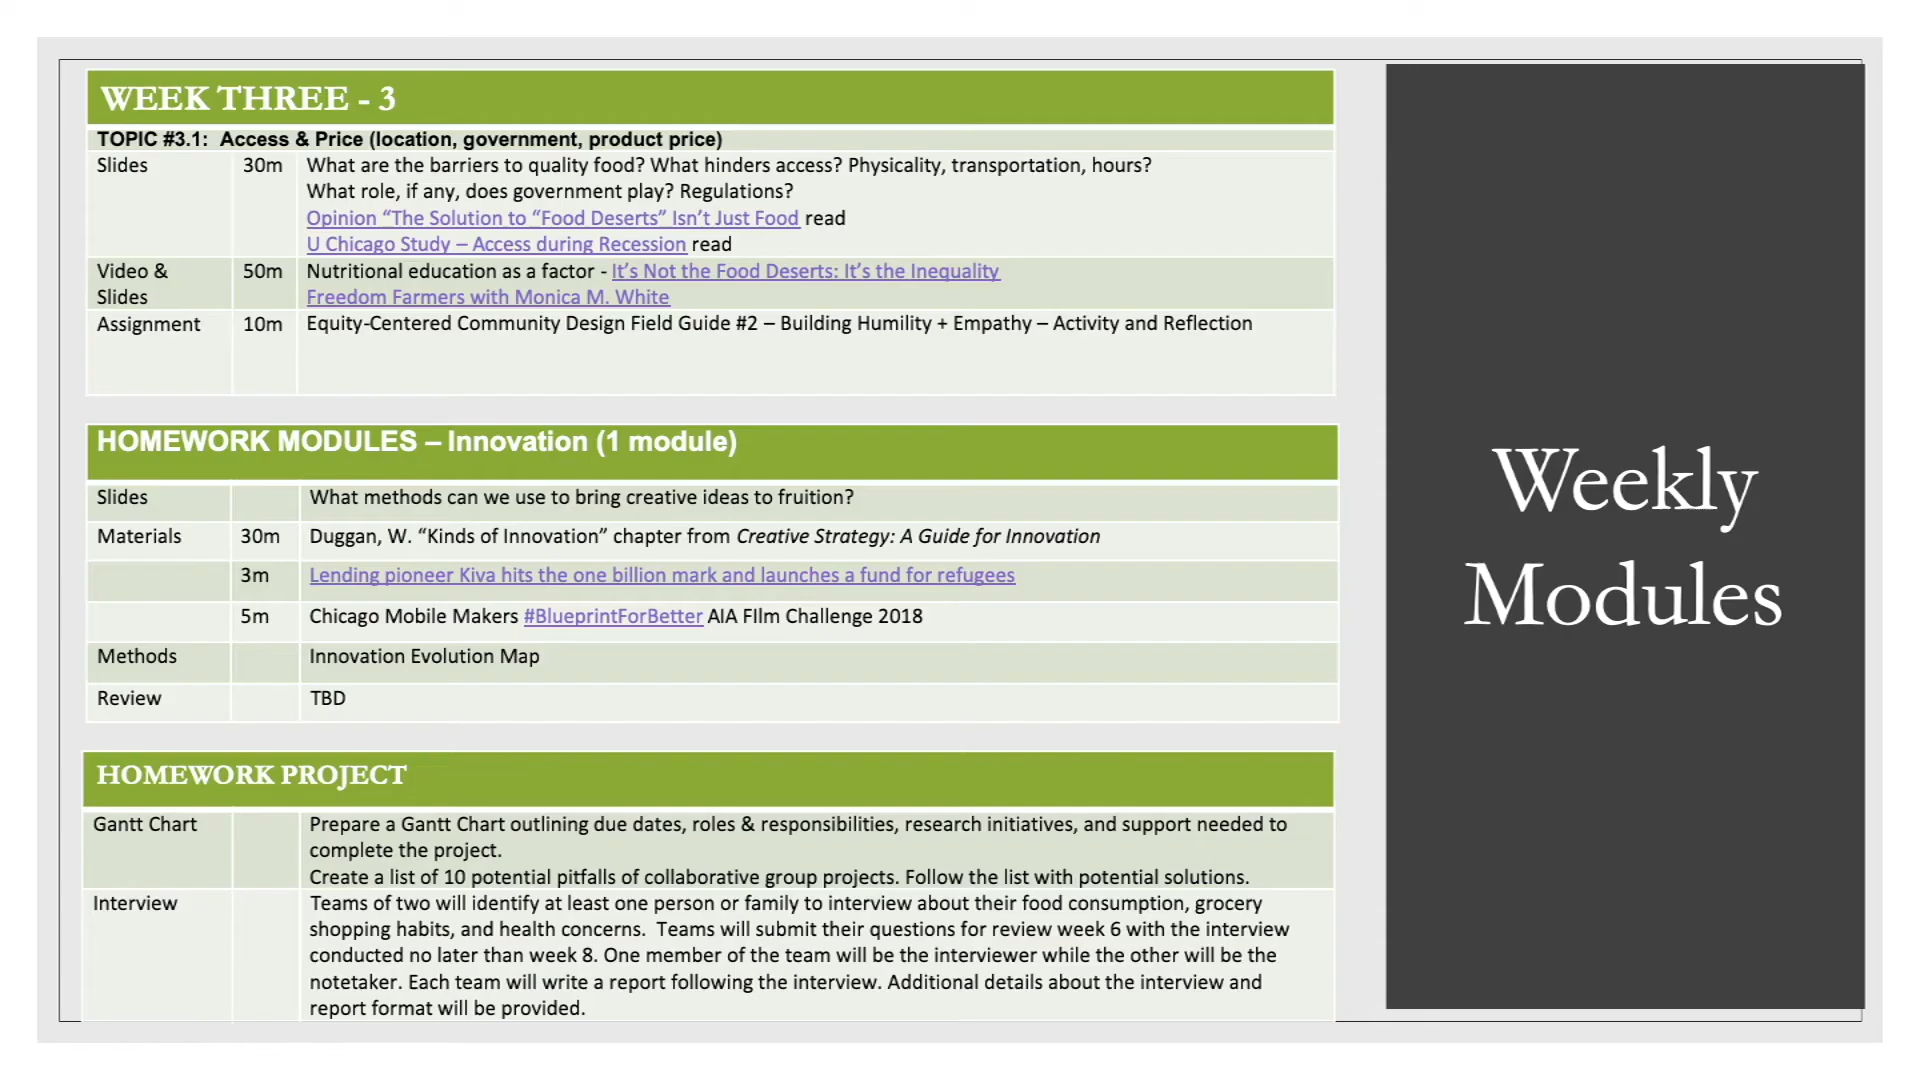 WEEK THREE - 3
TOPIC #3.1: Access & Price (location, government, product price)
Slides 30m What are the barriers to quality food? What hinders access? Physicality, transportation, hours?
What role, if any, does government play? Regulations?
Opinion “The Solution to “Food Deserts” Isn’t Just Food read
U Chicago Study – Access during Recession read
Video & 50m Nutritional education as a factor - It’s Not the Food Deserts: It’s the Inequality
Slides Freedom Farmers with Monica M. White
Assignment 10m Equity-Centered Community Design Field Guide #2 – Building Humility + Empathy – Activity and Reflection
HOMEWORK MODULES – Innovation (1 module)
Slides What methods can we use to bring creative ideas to fruition?
Materials 30m Duggan, W. “Kinds of Innovation” chapter from Creative Strategy: A Guide for Innovation
3m Lending pioneer Kiva hits the one billion mark and launches a fund for refugees
5m Chicago Mobile Makers #BlueprintForBetter AIA FIlm Challenge 2018
Methods Innovation Evolution Map
Review TBD
HOMEWORK PROJECT
Gantt Chart Prepare a Gantt Chart outlining due dates, roles & responsibilities, research initiatives, and support needed to
complete the project.
Create a list of 10 potential pitfalls of collaborative group projects. Follow the list with potential solutions.
Interview Teams of two will identify at least one person or family to interview about their food consumption, grocery
shopping habits, and health concerns. Teams will submit their questions for review week 6 with the interview
conducted no later than week 8. One member of the team will be the interviewer while the other will be the
notetaker. Each team will write a report following the interview. Additional details about the interview and
report format will be provided.
Weekly
Modules